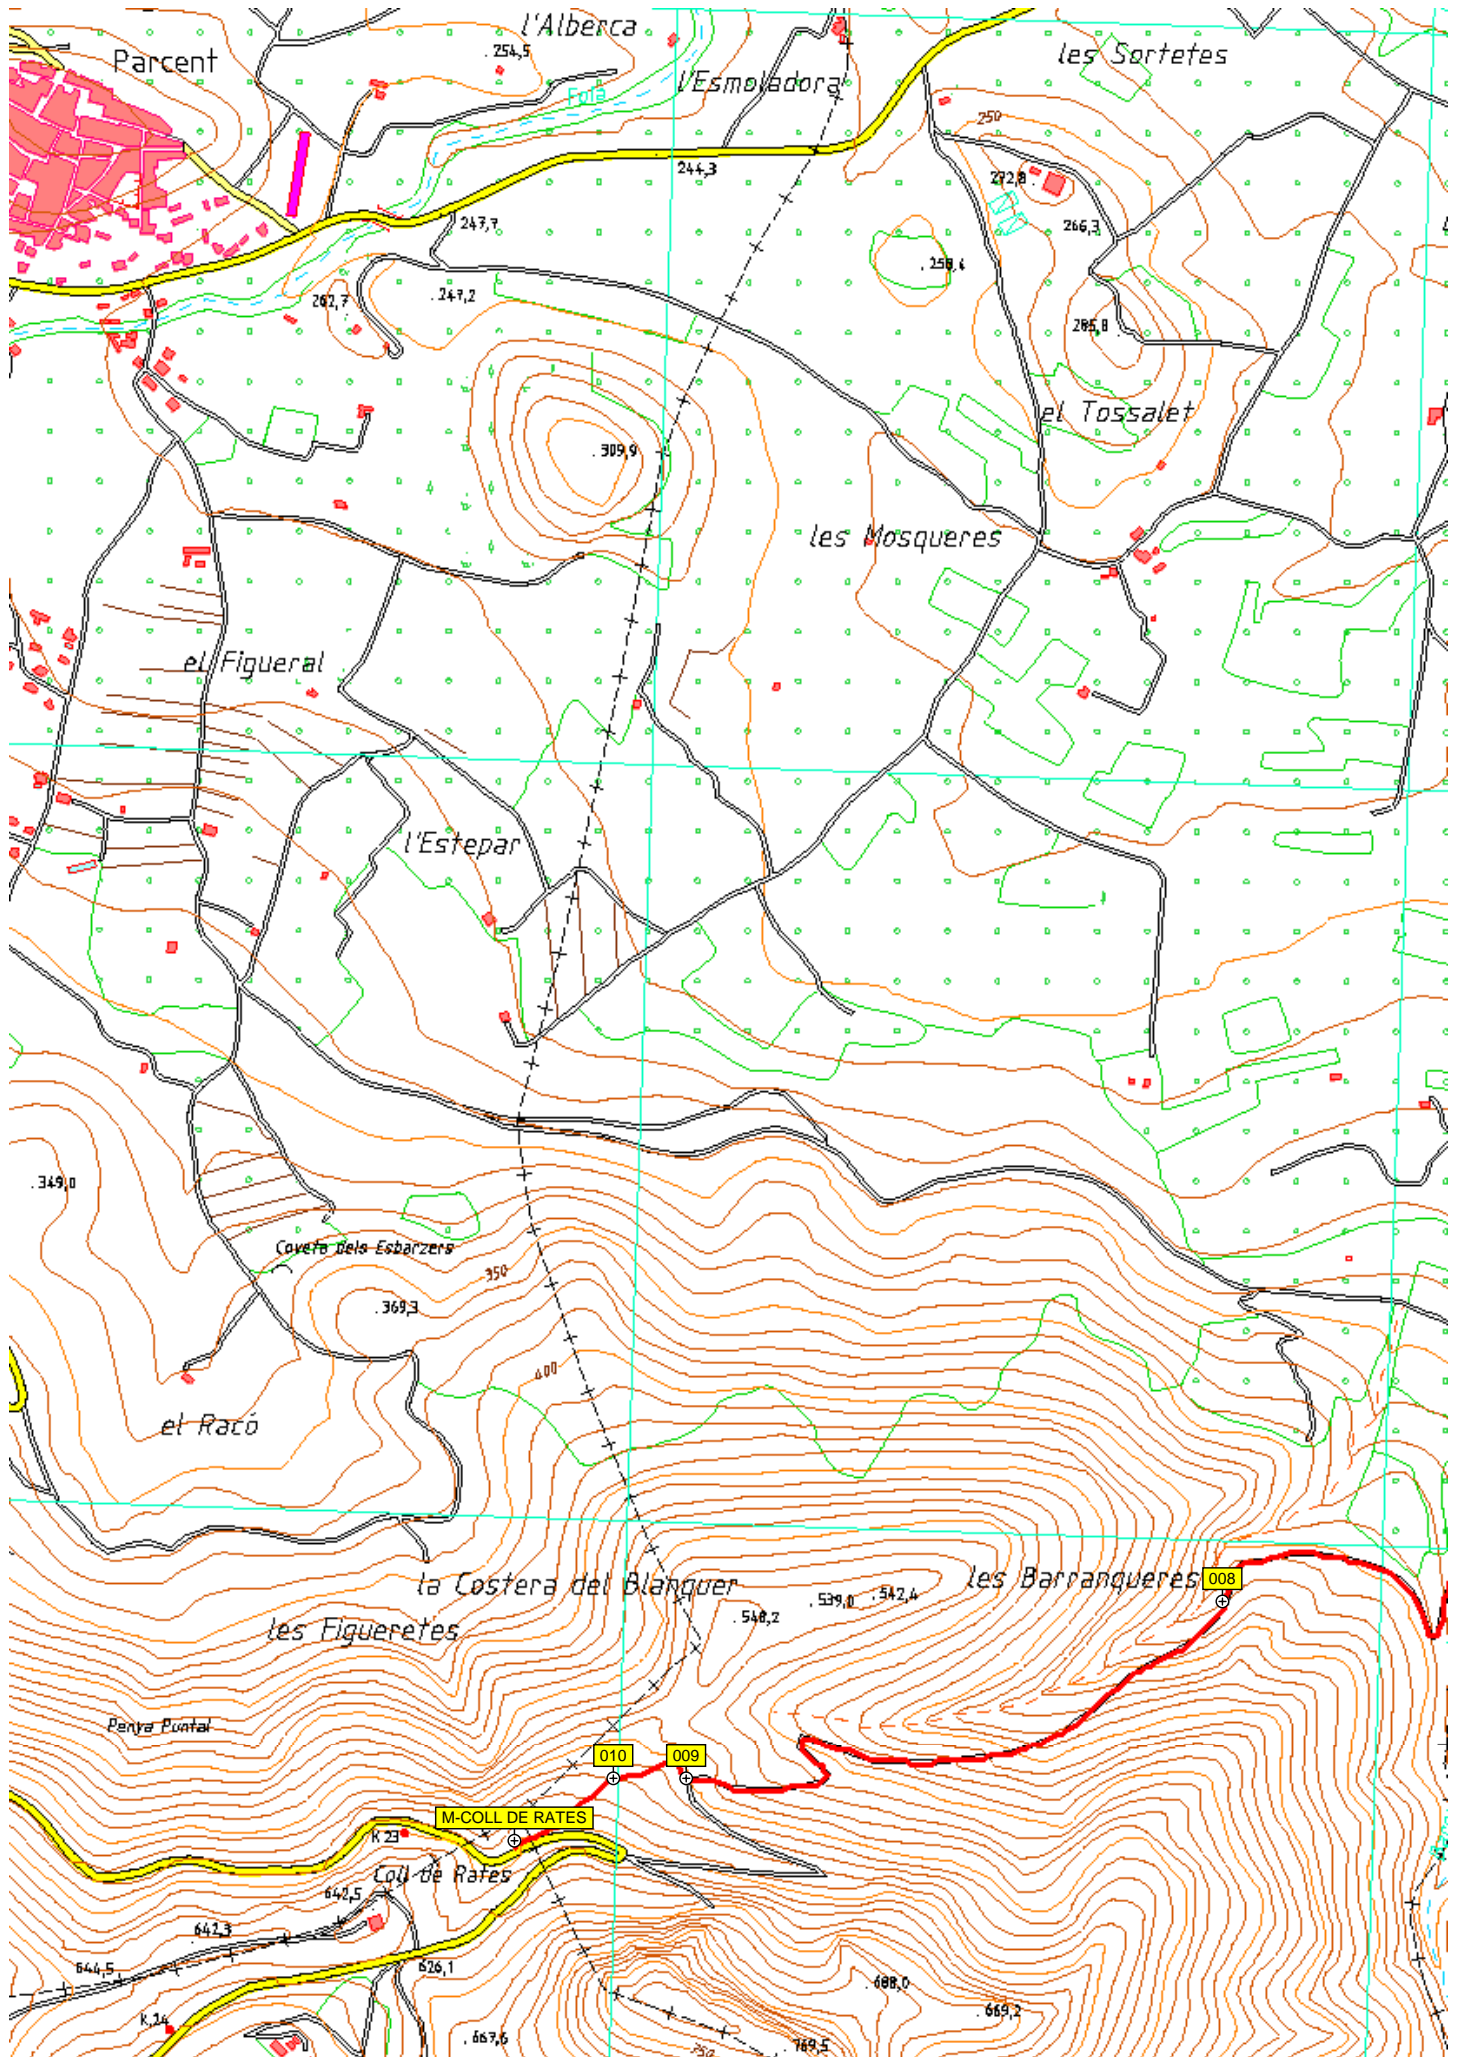 l'Alberca
les Sortetes
. 254,5
Parcent
l'Esmoladora
Folà
250
244,3
272,8 .
247,7
266,3
. 258,4
. 247,2
262,7
285,8 .
el Tossalet
. 309,9
les Mosqueres
el Figueral
l'Estepar
. 349,0
Coveta dels Esbarzers
350
. 369,3
400
el Racó
la Costera del Blanquer
. 539,0
. 542,4
les Barranqueres
008
. 548,2
les Figueretes
Penya Puntal
010
009
M-COLL DE RATES
K 23
Coll de Rates
642,5
642,3
644,5
626,1
. 688,0
. 669,2
K.24
. 667,6
750
. 769,5